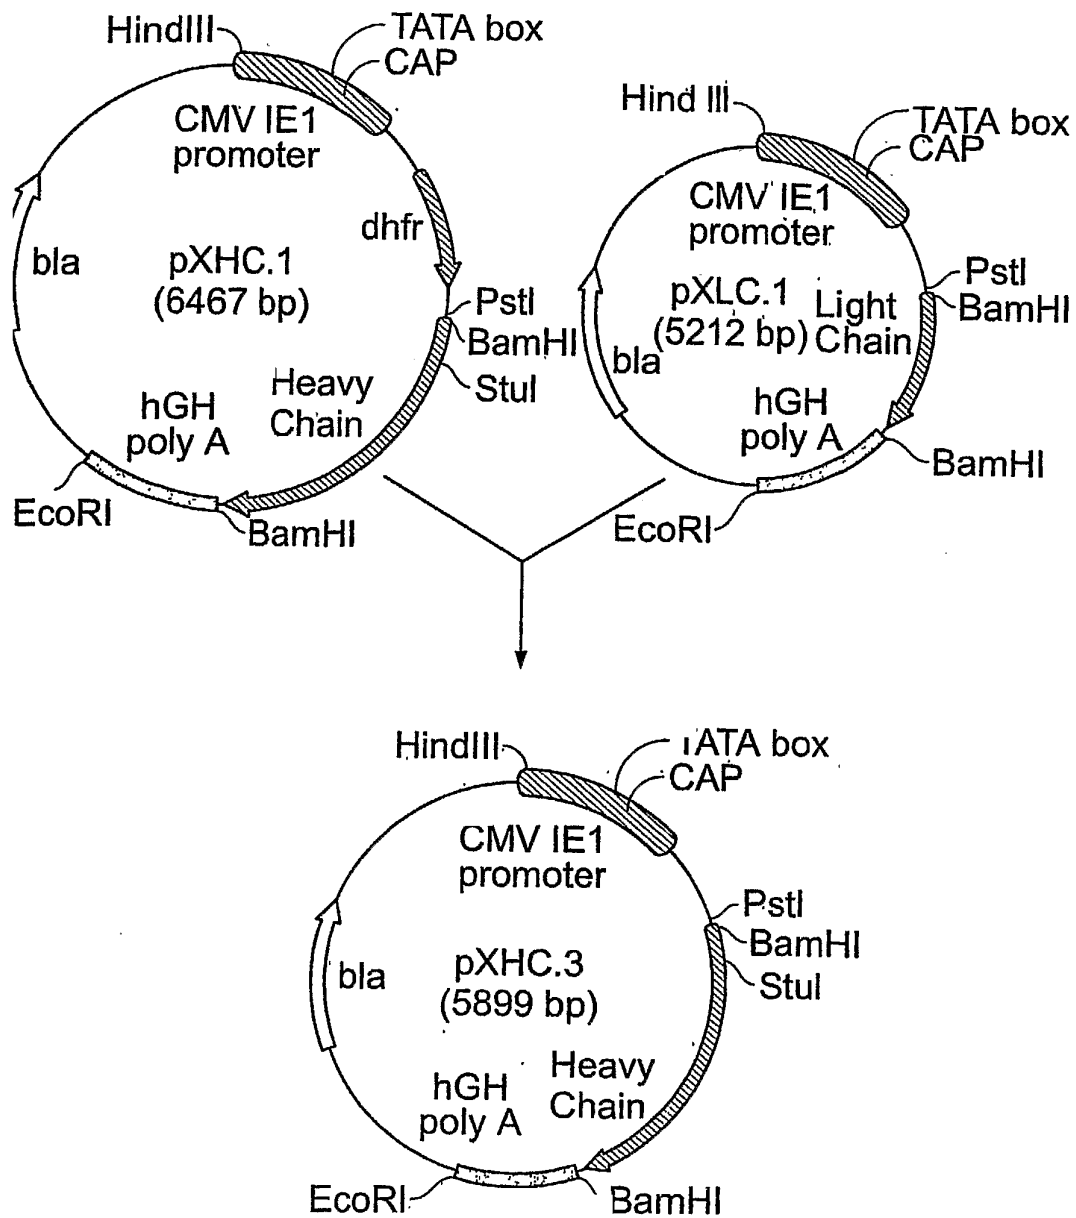 HindIII
TATA box
CAP
CMV IE1
promoter
dhfr
bla
pXHC.1
(6467 bp)
PstI
BamHI
StuI
Heavy
Chain
hGH
poly A
EcoRI
BamHI
Hind III
TATA box
CAP
CMV IE1
promoter
PstI
BamHI
pXLC.1
(5212 bp)
Light
Chain
bla
hGH
poly A
BamHI
EcoRI
HindIII
TATA box
CAP
CMV IE1
promoter
PstI
BamHI
StuI
bla
pXHC.3
(5899 bp)
Heavy
Chain
hGH
poly A
EcoRI
BamHI